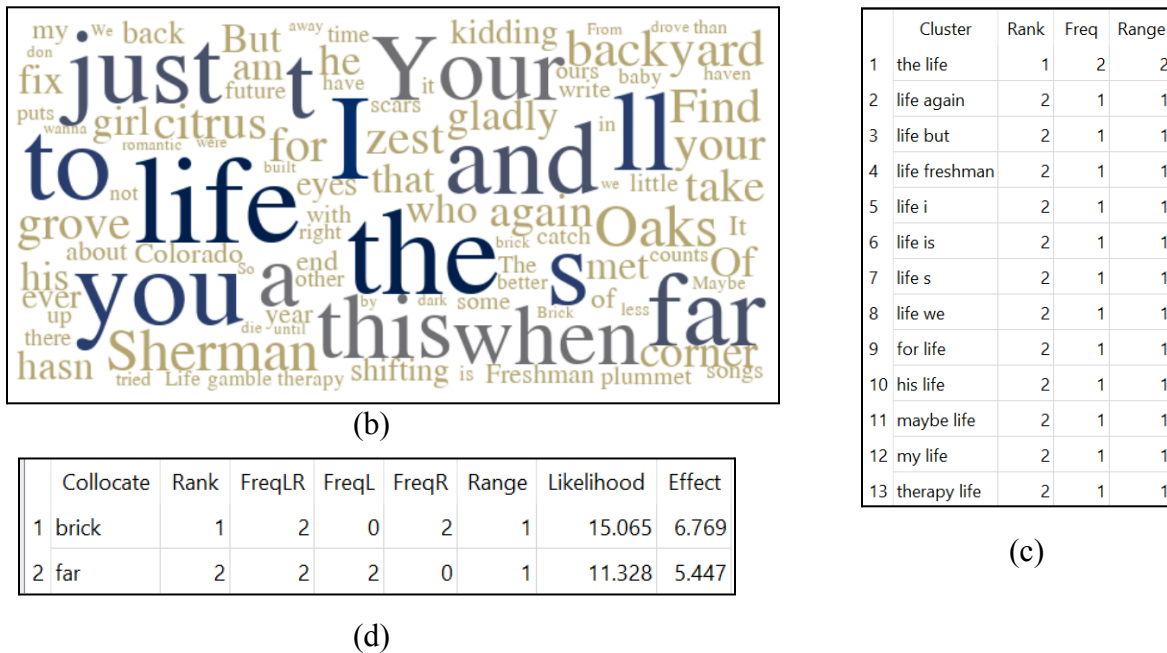 my We back But away time kidding From drove than
don just t Your backyard
fix am he ours baby haven
future have it write
puts scars Find
wanna girl citrus I zest gladly in ll your
romantic were for and
to life built
not eyes that we little take
grove with who again Oaks It
right brick catch
about Colorado end the The s met counts Of
his you So a other better Maybe
ever year by dark some of less far
up die until this Brick when
there Sherman corner
hasn tried Life gamble therapy shifting is Freshman plummet songs
(b)
Collocate Rank FreqLR FreqL FreqR Range Likelihood Effect
1 brick 1 2 0 2 1 15.065 6.769
2 far 2 2 2 0 1 11.328 5.447
(d)
Cluster Rank Freq Range
1 the life 1 2 2
2 life again 2 1 1
3 life but 2 1 1
4 life freshman 2 1 1
5 life i 2 1 1
6 life is 2 1 1
7 life s 2 1 1
8 life we 2 1 1
9 for life 2 1 1
10 his life 2 1 1
11 maybe life 2 1 1
12 my life 2 1 1
13 therapy life 2 1 1
(c)